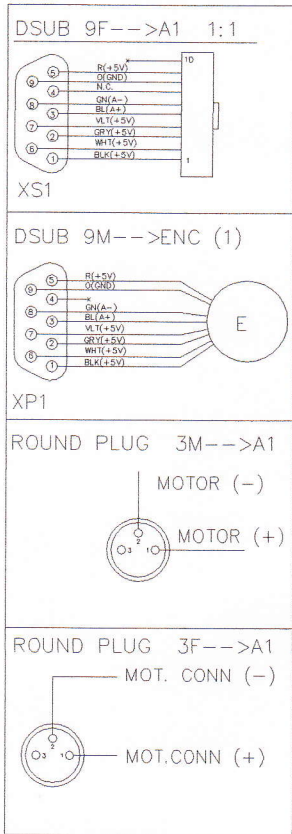 DSUB 9F-->A1 1:1
10
5 R(+5V)
9 O(GND)
4 N.C.
8 GN(A-)
3 BL(A+)
7 VLT(+5V)
2 GRY(+5V)
6 WHT(+5V)
1 BLK(+5V) 1
XS1
DSUB 9M-->ENC (1)
5 R(+5V)
9 O(GND)
4
8 GN(A-)
3 BL(A+)
7 VLT(+5V)
2 GRY(+5V)
6 WHT(+5V)
1 BLK(+5V)
E
XP1
ROUND PLUG 3M-->A1
MOTOR (-)
2
MOTOR (+)
3 1
ROUND PLUG 3F-->A1
MOT. CONN (-)
2
3 1
MOT.CONN (+)